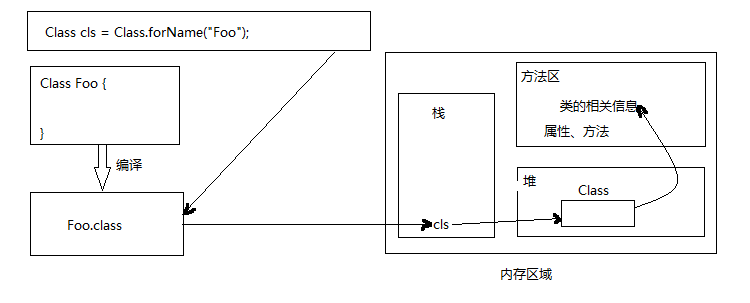 Class cls = Class.forName("Foo");
Class Foo {
}
编译
Foo.class
栈
cls
方法区
类的相关信息
属性、方法
堆
Class
内存区域